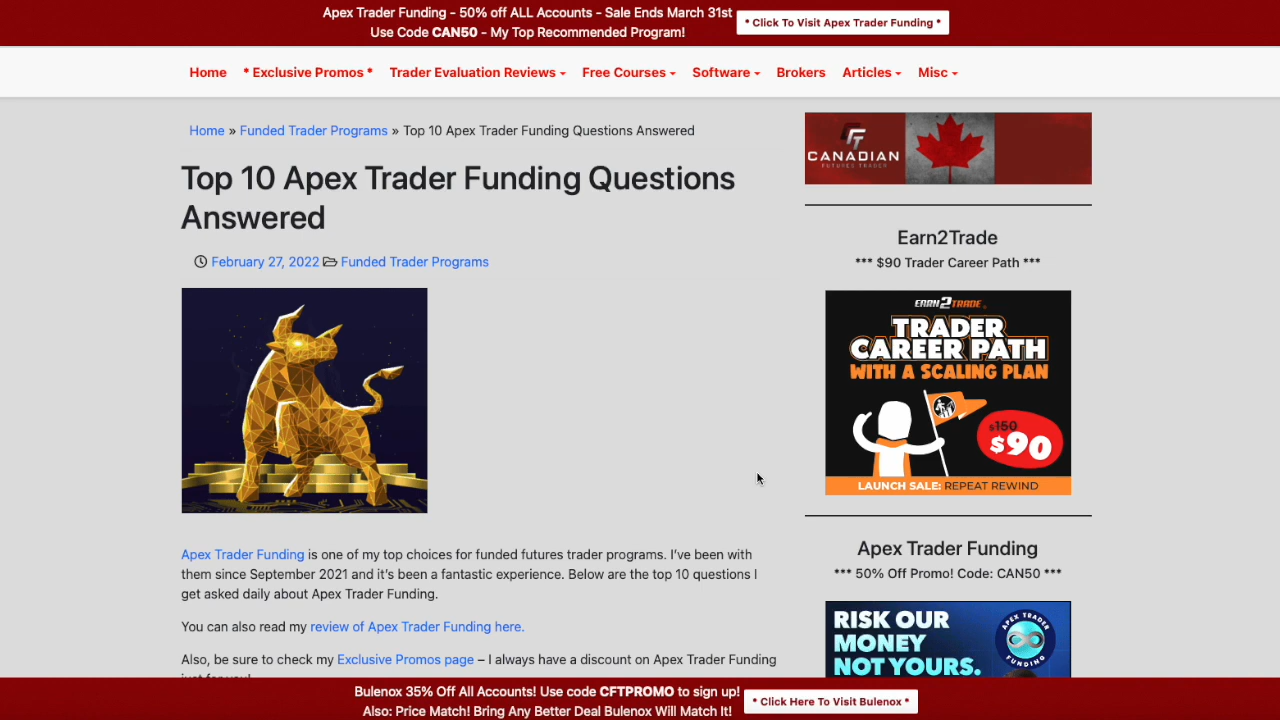 Apex Trader Funding - 50% off ALL Accounts - Sale Ends March 31st
Use Code CAN50 - My Top Recommended Program!
* Click To Visit Apex Trader Funding *
Home * Exclusive Promos * Trader Evaluation Reviews Free Courses Software Brokers Articles Misc
Home » Funded Trader Programs » Top 10 Apex Trader Funding Questions Answered
Top 10 Apex Trader Funding Questions
Answered
February 27, 2022 Funded Trader Programs
Apex Trader Funding is one of my top choices for funded futures trader programs. I've been with
them since September 2021 and it's been a fantastic experience. Below are the top 10 questions I
get asked daily about Apex Trader Funding.
You can also read my review of Apex Trader Funding here.
Also, be sure to check my Exclusive Promos page – I always have a discount on Apex Trader Funding
CANADIAN
FUTURES TRADER
Earn2Trade
*** $90 Trader Career Path ***
EARN2TRADE
TRADER
CAREER PATH
WITH A SCALING PLAN
$150
$90
LAUNCH SALE: REPEAT REWIND
Apex Trader Funding
*** 50% Off Promo! Code: CAN50 ***
RISK OUR
MONEY
NOT YOURS.
APEX TRADER
FUNDING
Bulenox 35% Off All Accounts! Use code CFTPROMO to sign up!
Also: Price Match! Bring Any Better Deal Bulenox Will Match It!
* Click Here To Visit Bulenox *